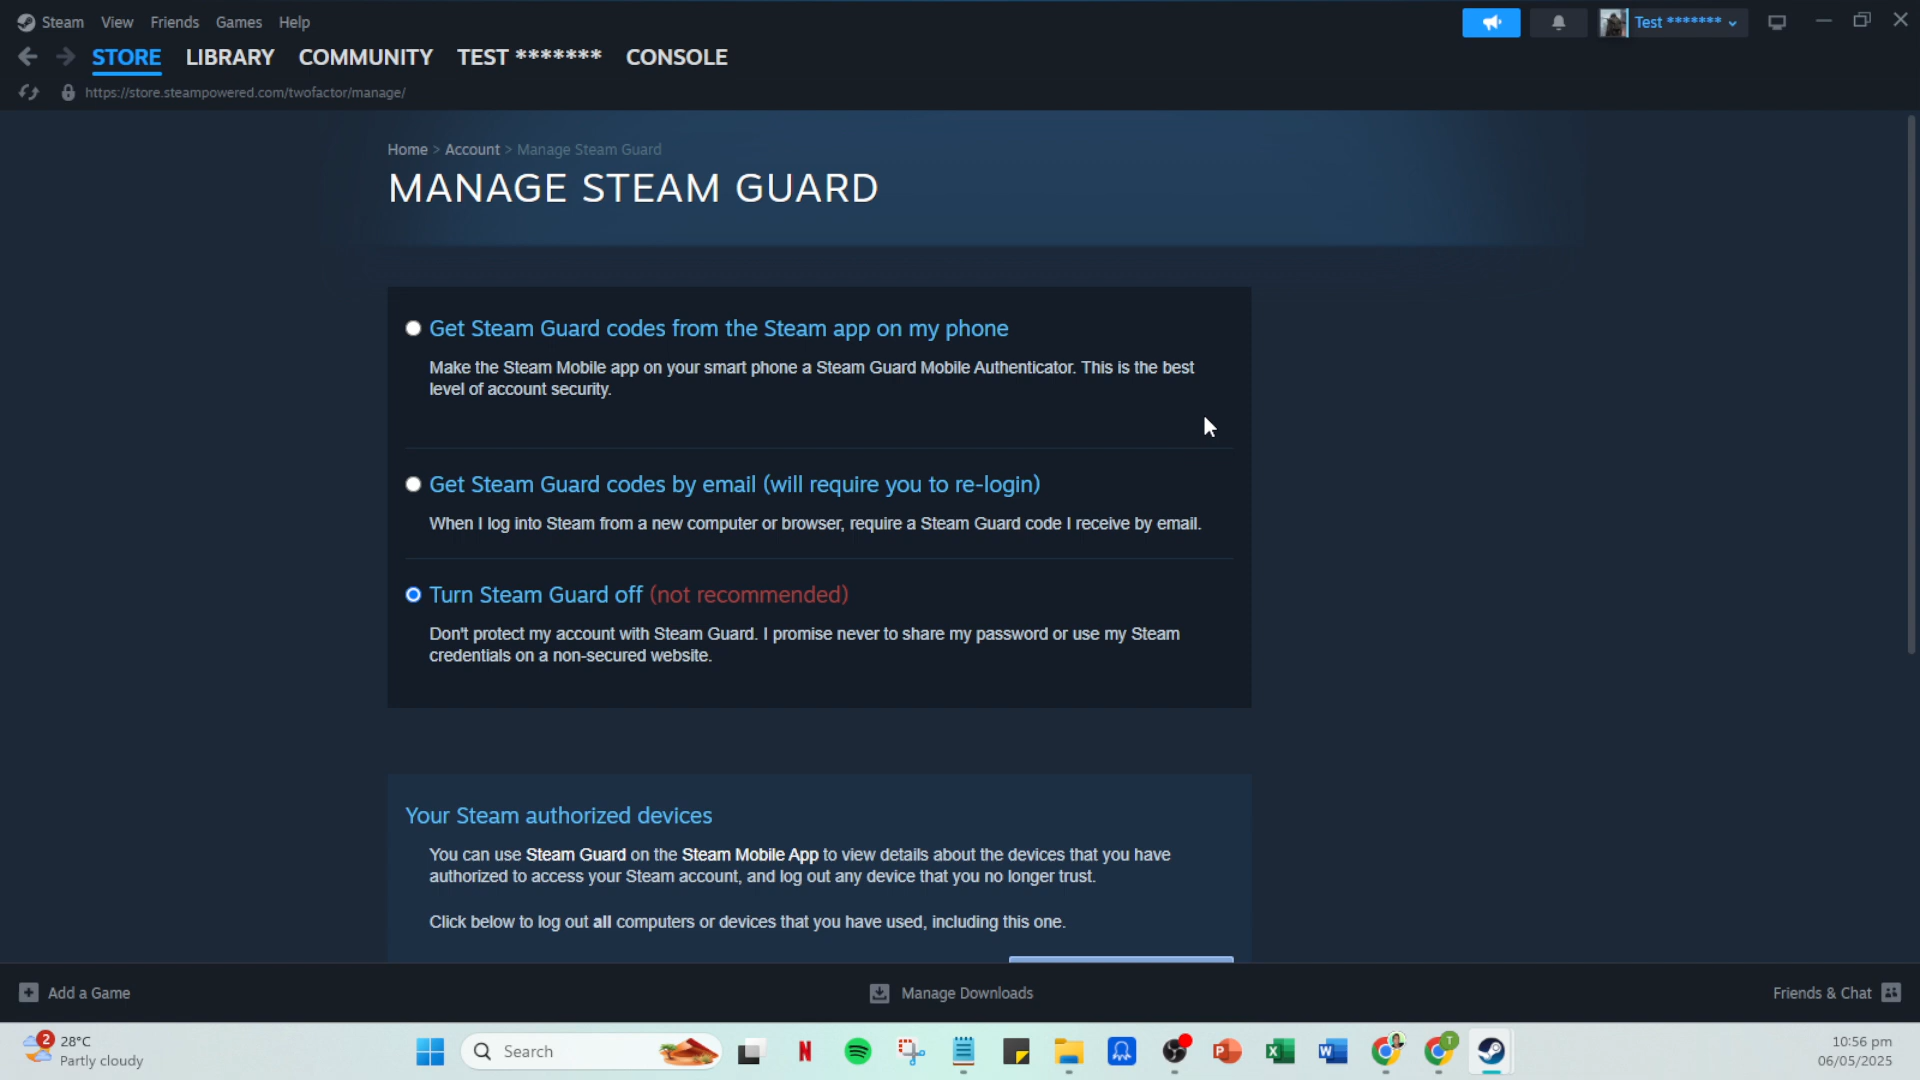 Steam View Friends Games Help
Test *******
STORE LIBRARY COMMUNITY TEST ******* CONSOLE
https://store.steampowered.com/twofactor/manage/
Home > Account > Manage Steam Guard
MANAGE STEAM GUARD
Get Steam Guard codes from the Steam app on my phone
Make the Steam Mobile app on your smart phone a Steam Guard Mobile Authenticator. This is the best
level of account security.
Get Steam Guard codes by email (will require you to re-login)
When I log into Steam from a new computer or browser, require a Steam Guard code I receive by email.
Turn Steam Guard off (not recommended)
Don't protect my account with Steam Guard. I promise never to share my password or use my Steam
credentials on a non-secured website.
Your Steam authorized devices
You can use Steam Guard on the Steam Mobile App to view details about the devices that you have
authorized to access your Steam account, and log out any device that you no longer trust.
Click below to log out all computers or devices that you have used, including this one.
Add a Game
Manage Downloads
Friends & Chat
2
28°C
Partly cloudy
Search
N
P
X
W
T
10:56 pm
06/05/2025